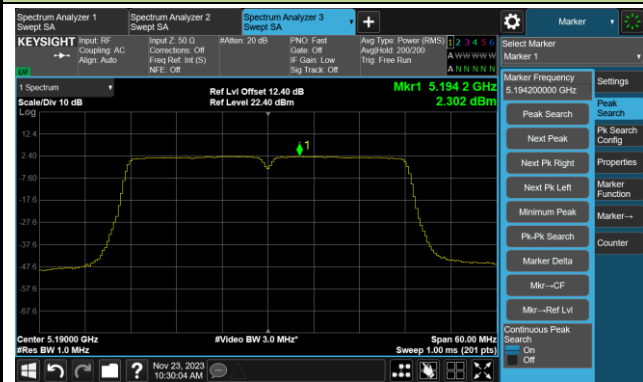 Spectrum Analyzer 1
Swept SA
Spectrum Analyzer 2
Swept SA
Spectrum Analyzer 3
Swept SA
+
Marker
KEYSIGHT
Input: RF
Coupling: AC
Align: Auto
Input Z: 50 Ω
Corrections: Off
Freq Ref: Int (S)
NFE: Off
#Atten: 20 dB
PNO: Fast
Gate: Off
IF Gain: Low
Sig Track: Off
Avg Type: Power (RMS)
Avg|Hold: 200/200
Trig: Free Run
1 2 3 4 5 6
A W W W W W
A N N N N N
LV
Select Marker
Marker 1
1 Spectrum
Scale/Div 10 dB
Log
Ref Lvl Offset 12.40 dB
Ref Level 22.40 dBm
Mkr1 5.194 2 GHz
2.302 dBm
1
12.4
2.40
-7.60
-17.6
-27.6
-37.6
-47.6
-57.6
-67.6
Center 5.19000 GHz
#Res BW 1.0 MHz
#Video BW 3.0 MHz*
Span 60.00 MHz
Sweep 1.00 ms (201 pts)
Marker Frequency
5.194200000 GHz
Peak Search
Next Peak
Next Pk Right
Next Pk Left
Minimum Peak
Pk-Pk Search
Marker Delta
Mkr→CF
Mkr→Ref Lvl
Continuous Peak
Search
On
Off
Settings
Peak
Search
Pk Search
Config
Properties
Marker
Function
Marker→
Counter
?
Nov 23, 2023
10:30:04 AM